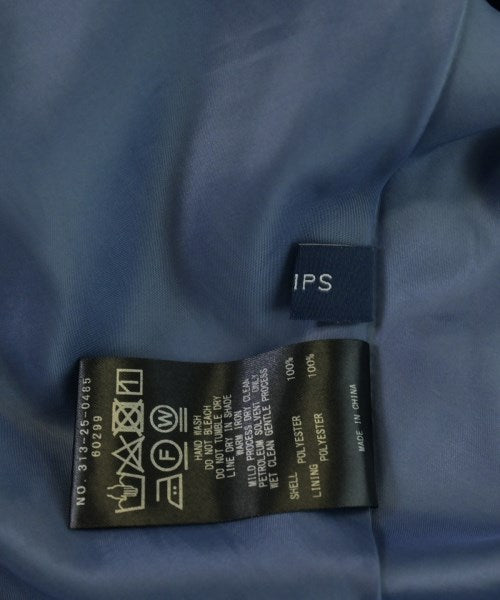 IPS
NO. 313-25-0465
60299
HAND WASH
DO NOT BLEACH
DO NOT TUMBLE DRY
LINE DRY IN SHADE
WARM IRON
MILD PROCESS DRY CLEAN
PETROLEUM SOLVENT ONLY
WET CLEAN GENTLE PROCESS
SHELL POLYESTER 100%
LINING POLYESTER 100%
MADE IN CHINA
F W